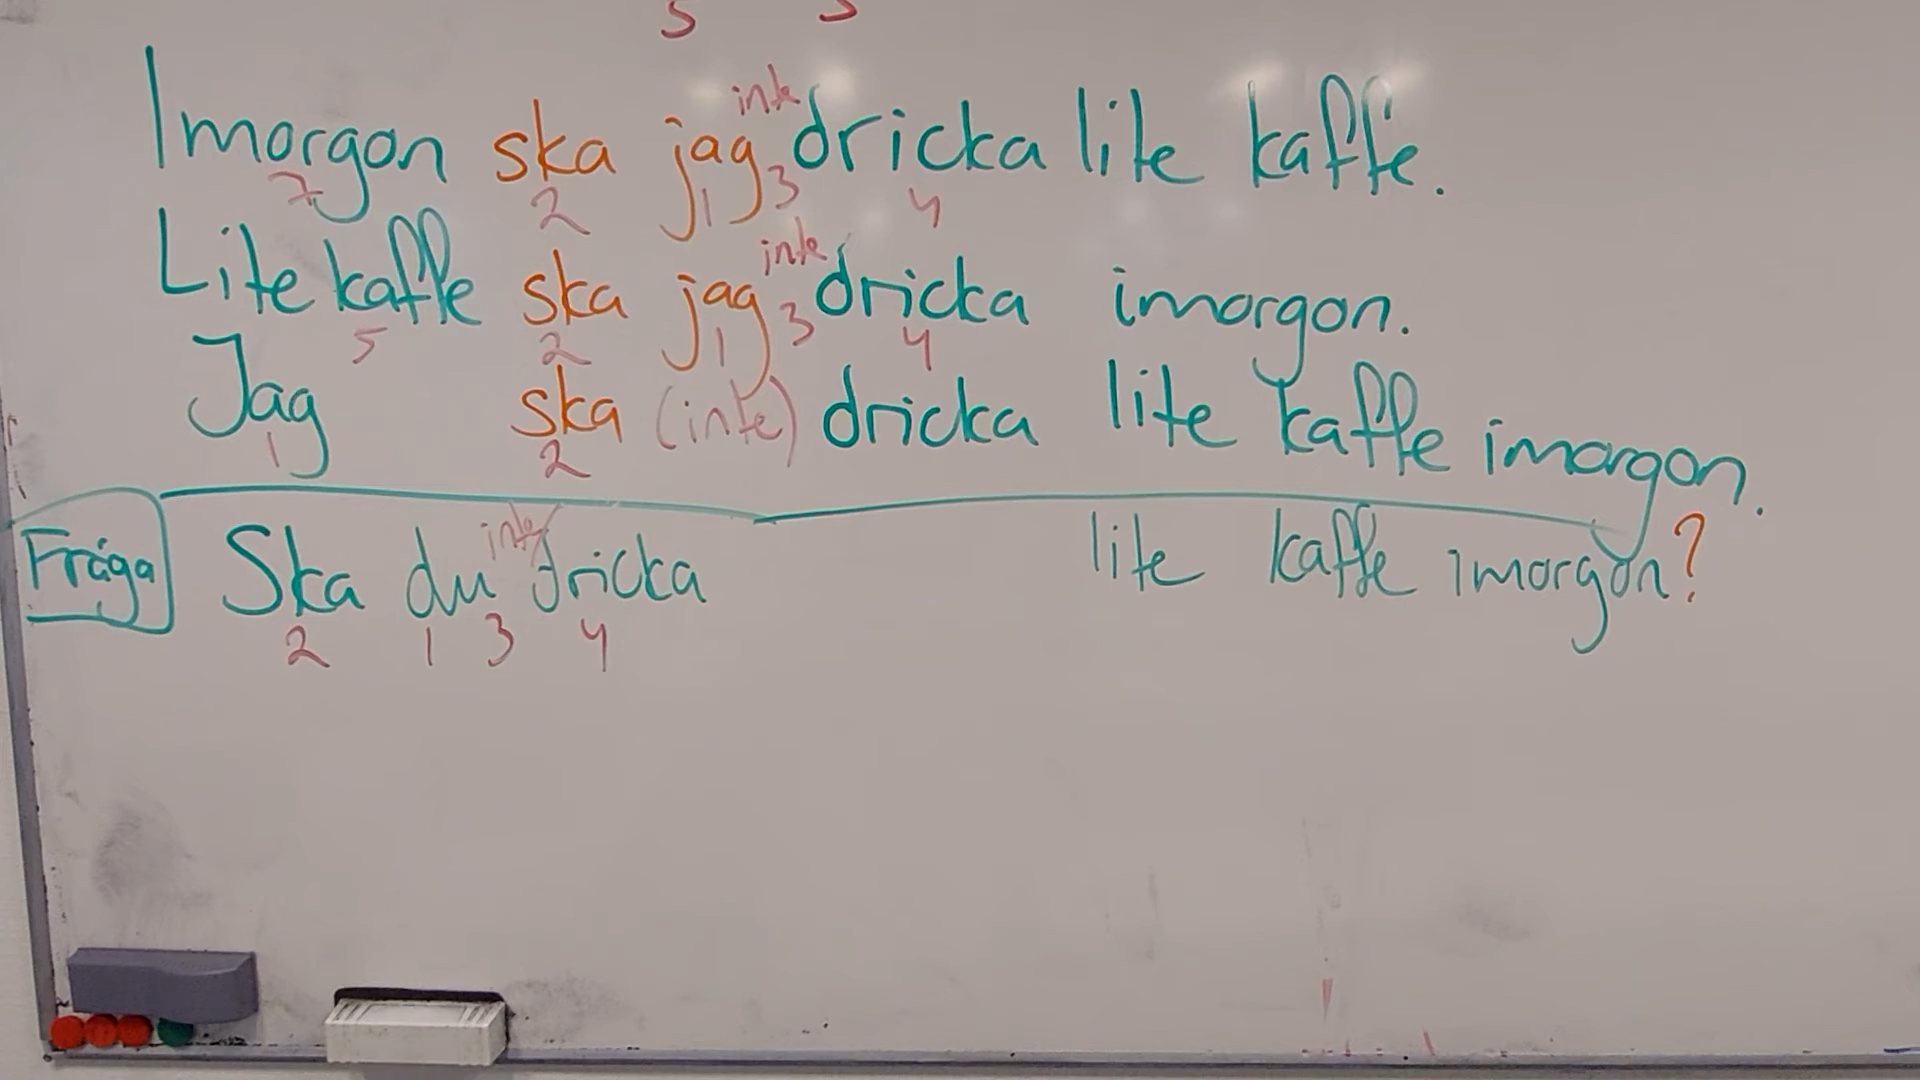 s s
inte
Imorgon ska jag dricka lite kaffe.
7 2 1 3 4
inte
Lite kaffe ska jag dricka imorgon.
5 2 1 3 4
Jag ska (inte) dricka lite kaffe imorgon.
1 2
inte
Fråga Ska du dricka lite kaffe imorgon?
2 1 3 4